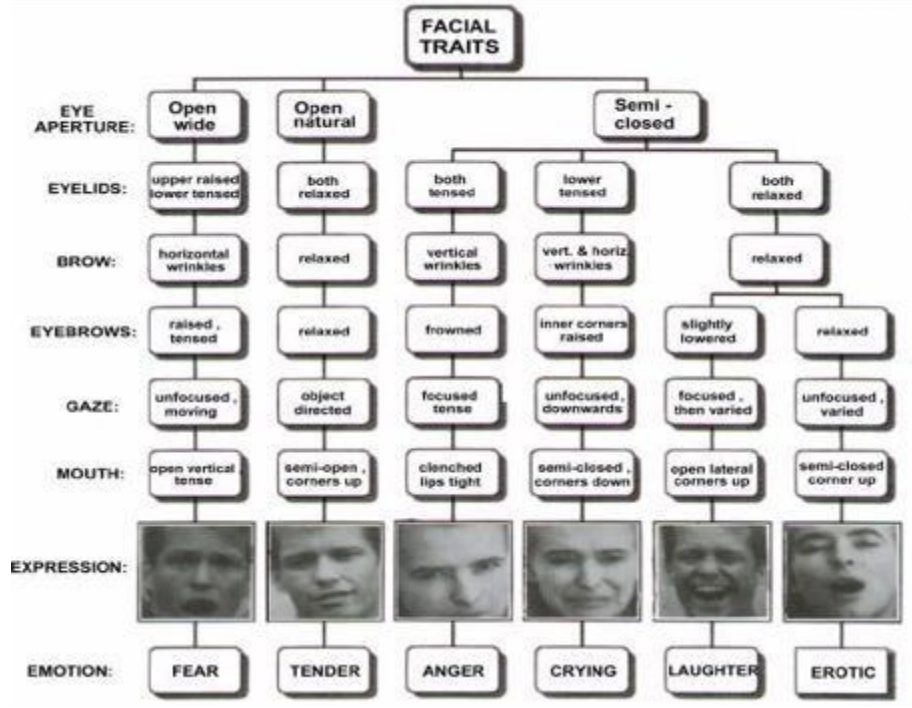 FACIAL
TRAITS
EYE
APERTURE:
Open
wide
Open
natural
Semi -
closed
EYELIDS:
upper raised
lower tensed
both
relaxed
both
tensed
lower
tensed
both
relaxed
BROW:
horizontal
wrinkles
relaxed
vertical
wrinkles
vert. & horiz.
wrinkles
relaxed
EYEBROWS:
raised ,
tensed
relaxed
frowned
inner corners
raised
slightly
lowered
relaxed
GAZE:
unfocused ,
moving
object
directed
focused
tense
unfocused ,
downwards
focused ,
then varied
unfocused ,
varied
MOUTH:
open vertical ,
tense
semi-open ,
corners up
clenched
lips tight
semi-closed ,
corners down
open lateral
corners up
semi-closed
corner up
EXPRESSION:
EMOTION:
FEAR
TENDER
ANGER
CRYING
LAUGHTER
EROTIC